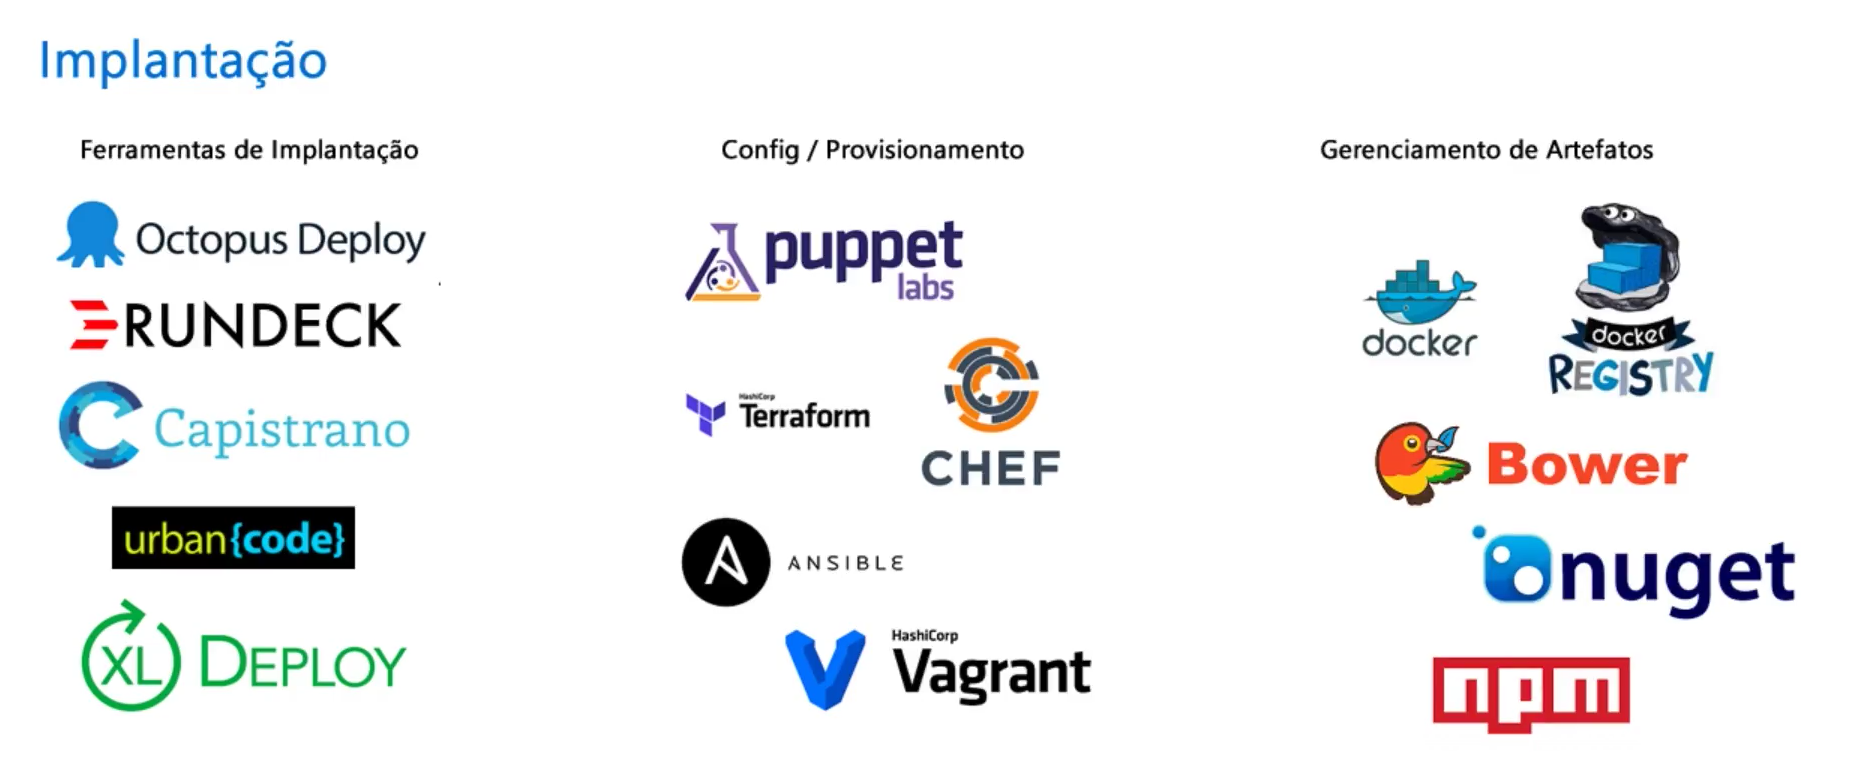 Implantação
Ferramentas de Implantação
Octopus Deploy
RUNDECK
Capistrano
urban{code}
XL DEPLOY
Config / Provisionamento
puppet
labs
HashiCorp
Terraform
CHEF
ANSIBLE
HashiCorp
Vagrant
Gerenciamento de Artefatos
docker
docker
REGISTRY
Bower
nuget
npm